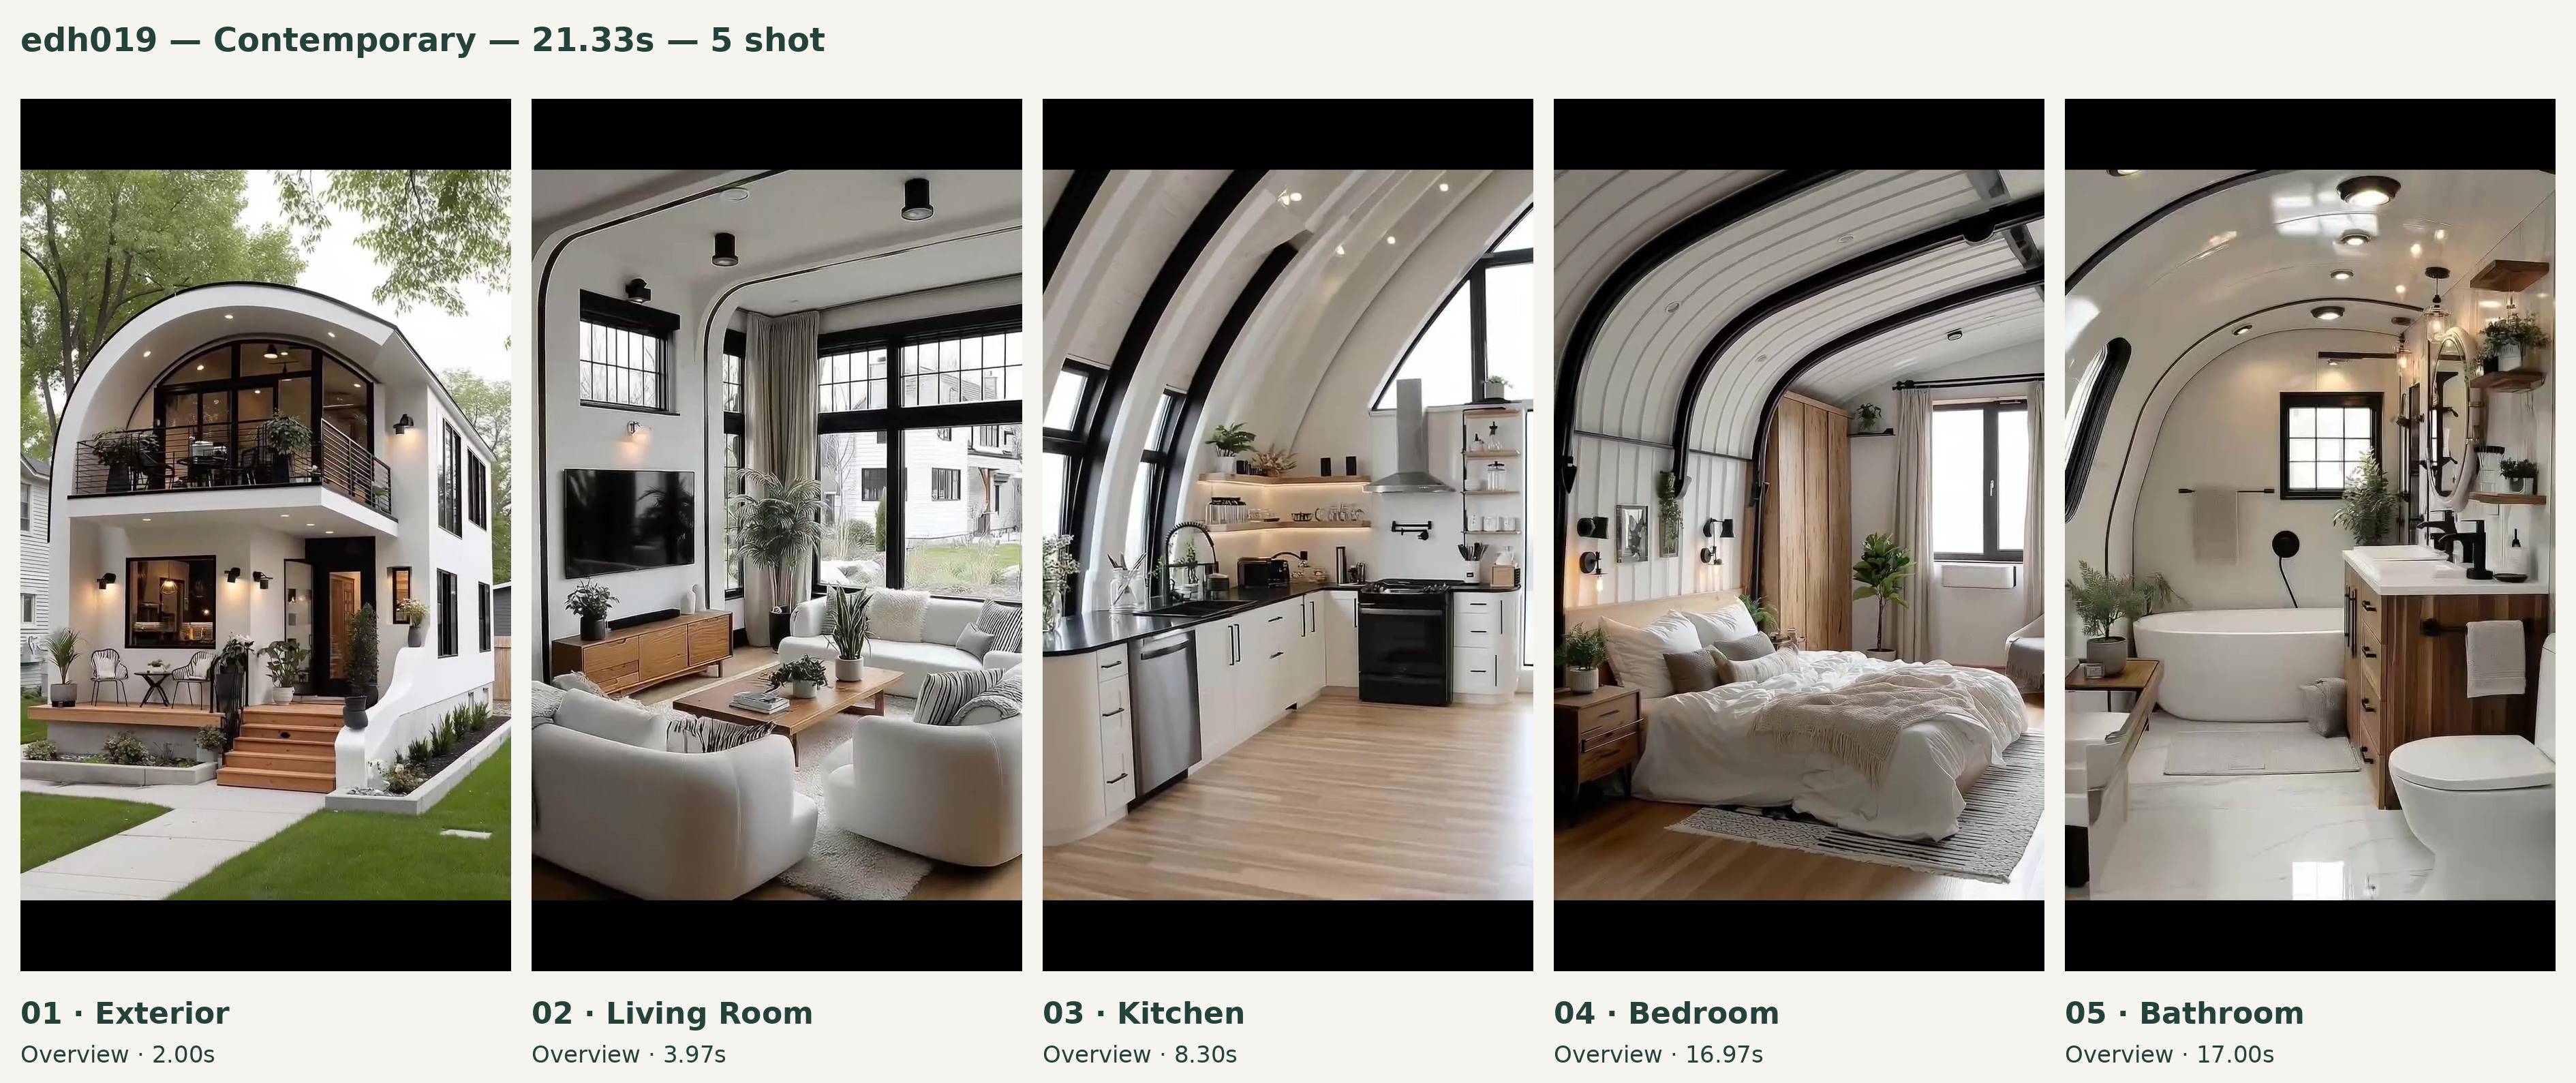 edh019 — Contemporary — 21.33s — 5 shot
01 · Exterior
Overview · 2.00s
02 · Living Room
Overview · 3.97s
03 · Kitchen
Overview · 8.30s
04 · Bedroom
Overview · 16.97s
05 · Bathroom
Overview · 17.00s